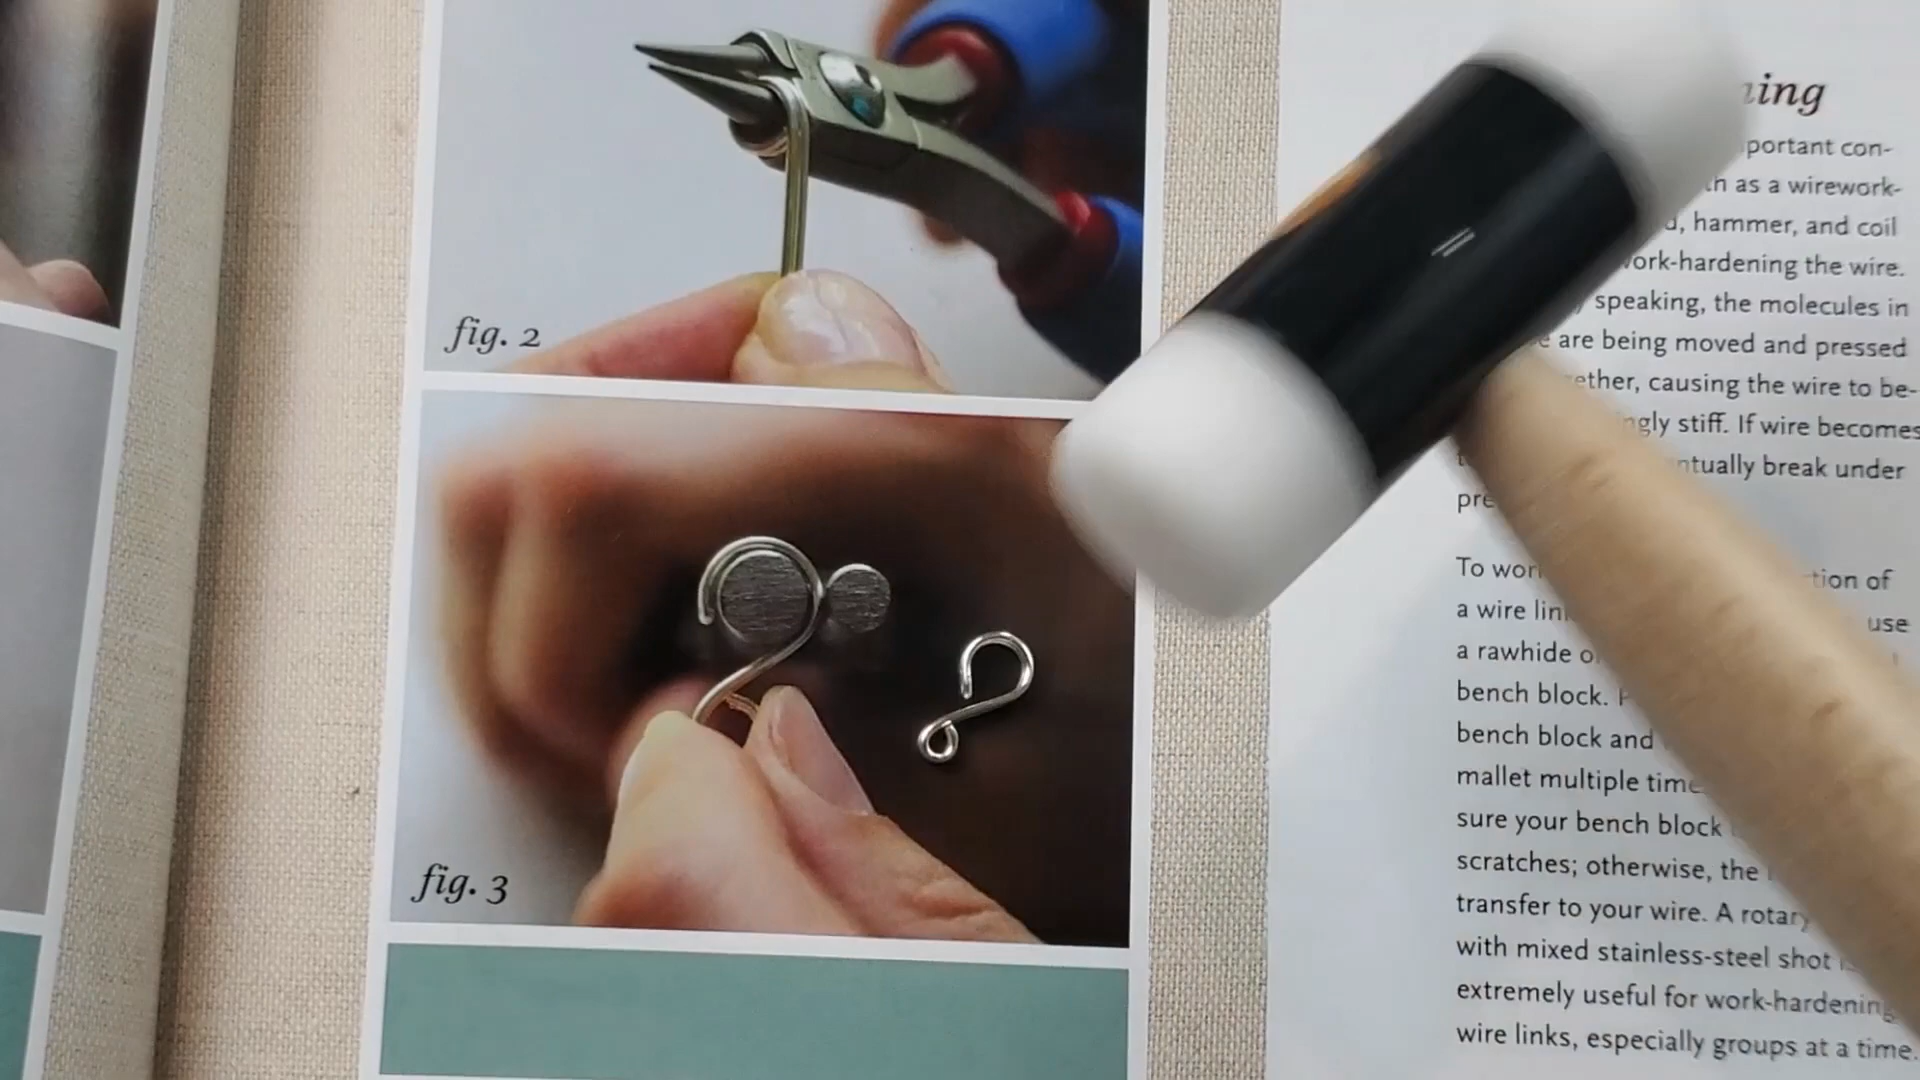 fig. 2
fig. 3
portant con-
as a wirework-
hammer, and coil
work-hardening the wire.
speaking, the molecules in
are being moved and pressed
ether, causing the wire to be-
ngly stiff. If wire becomes
ntually break under
pre
To wor tion of
a wire lin use
a rawhide o
bench block.
bench block and
mallet multiple time
sure your bench block
scratches; otherwise, the
transfer to your wire. A rotary
with mixed stainless-steel shot
extremely useful for work-hardening
wire links, especially groups at a time.